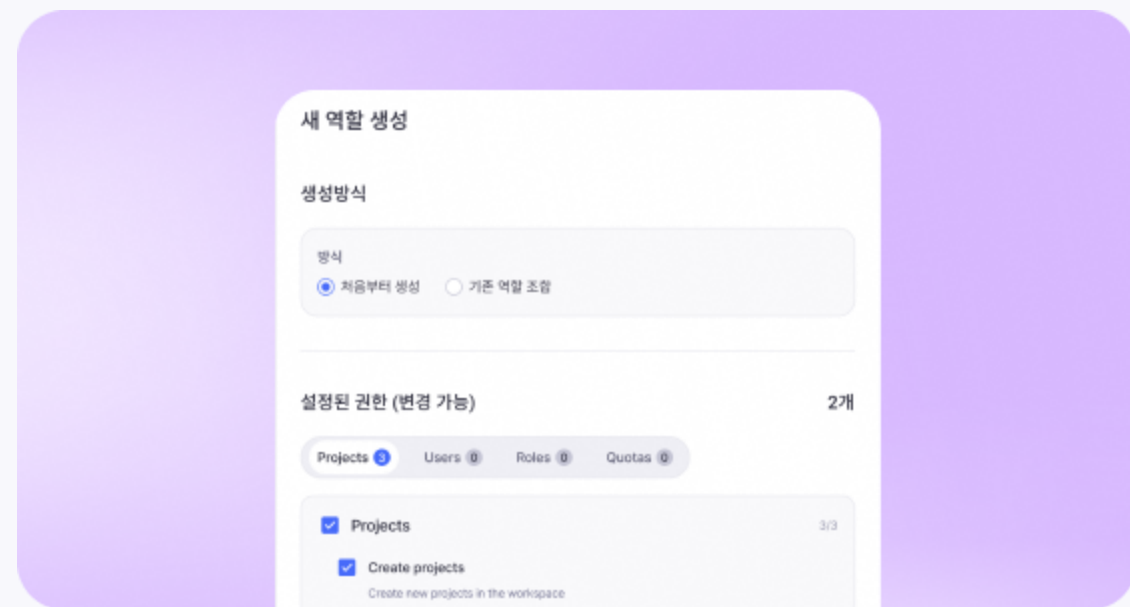 새 역할 생성
생성방식
방식
처음부터 생성 기존 역할 조합
설정된 권한 (변경 가능) 2개
Projects 3 Users 0 Roles 0 Quotas 0
Projects 3/3
Create projects
Create new projects in the workspace